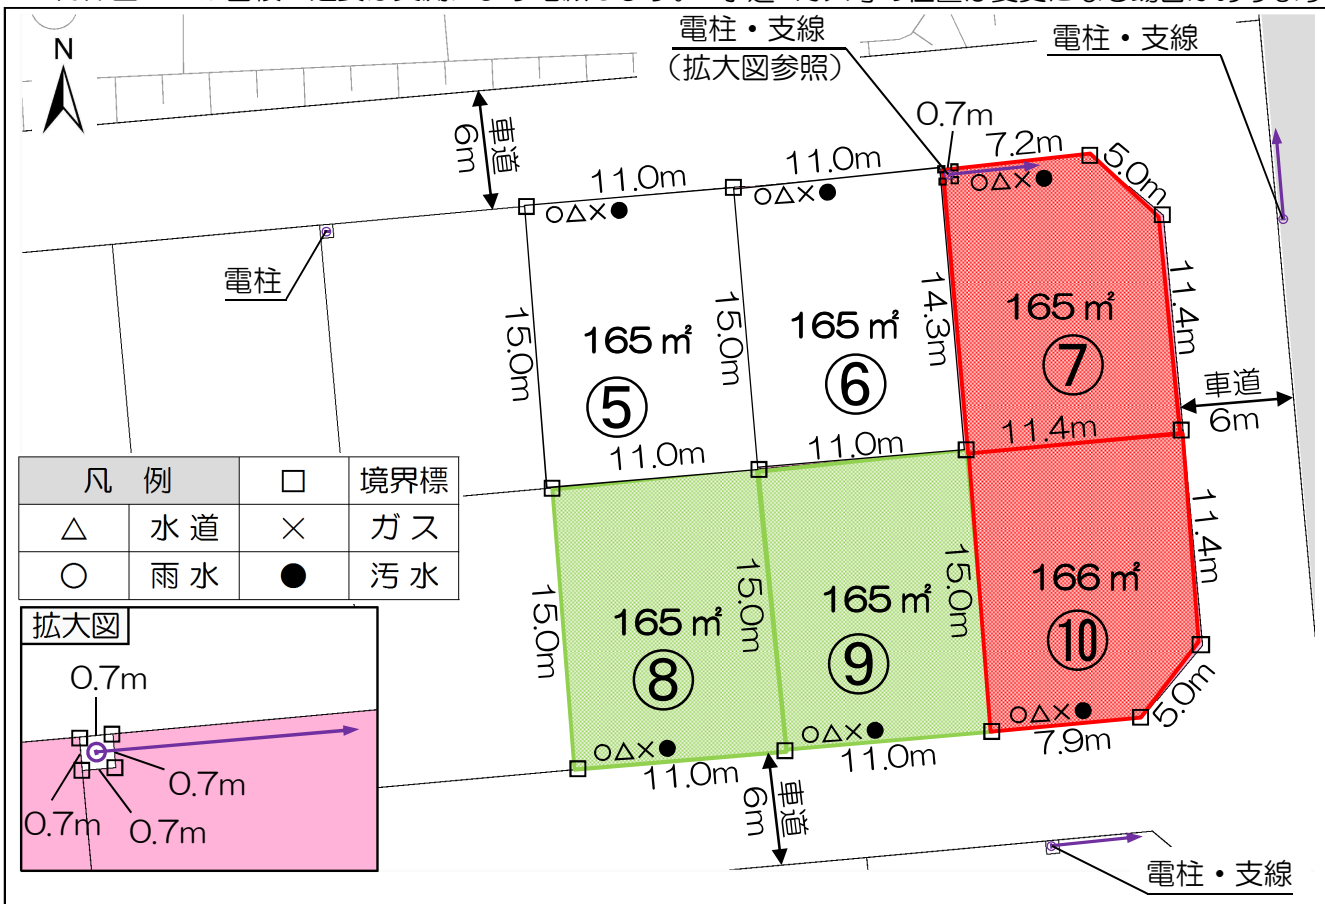 電柱・支線
(拡大図参照)
電柱・支線
N
車道
6m
0.7m
7.2m
5.0m
11.0m
11.0m
○△×●
○△×●
○△×●
電柱
15.0m
165㎡
⑤
15.0m
165㎡
⑥
14.3m
165㎡
⑦
11.4m
車道
6m
11.0m
11.0m
11.4m
凡 例
□
境界標
△
水道
×
ガス
○
雨水
●
汚水
15.0m
165㎡
⑧
15.0m
165㎡
⑨
15.0m
166㎡
⑩
11.4m
5.0m
○△×●
○△×●
○△×●
11.0m
11.0m
7.9m
車道
6m
電柱・支線
拡大図
0.7m
0.7m
0.7m
0.7m